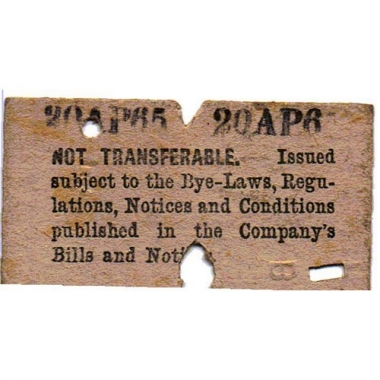 20AP65 20AP6
NOT TRANSFERABLE. Issued
subject to the Bye-Laws, Regu-
lations, Notices and Conditions
published in the Company's
Bills and